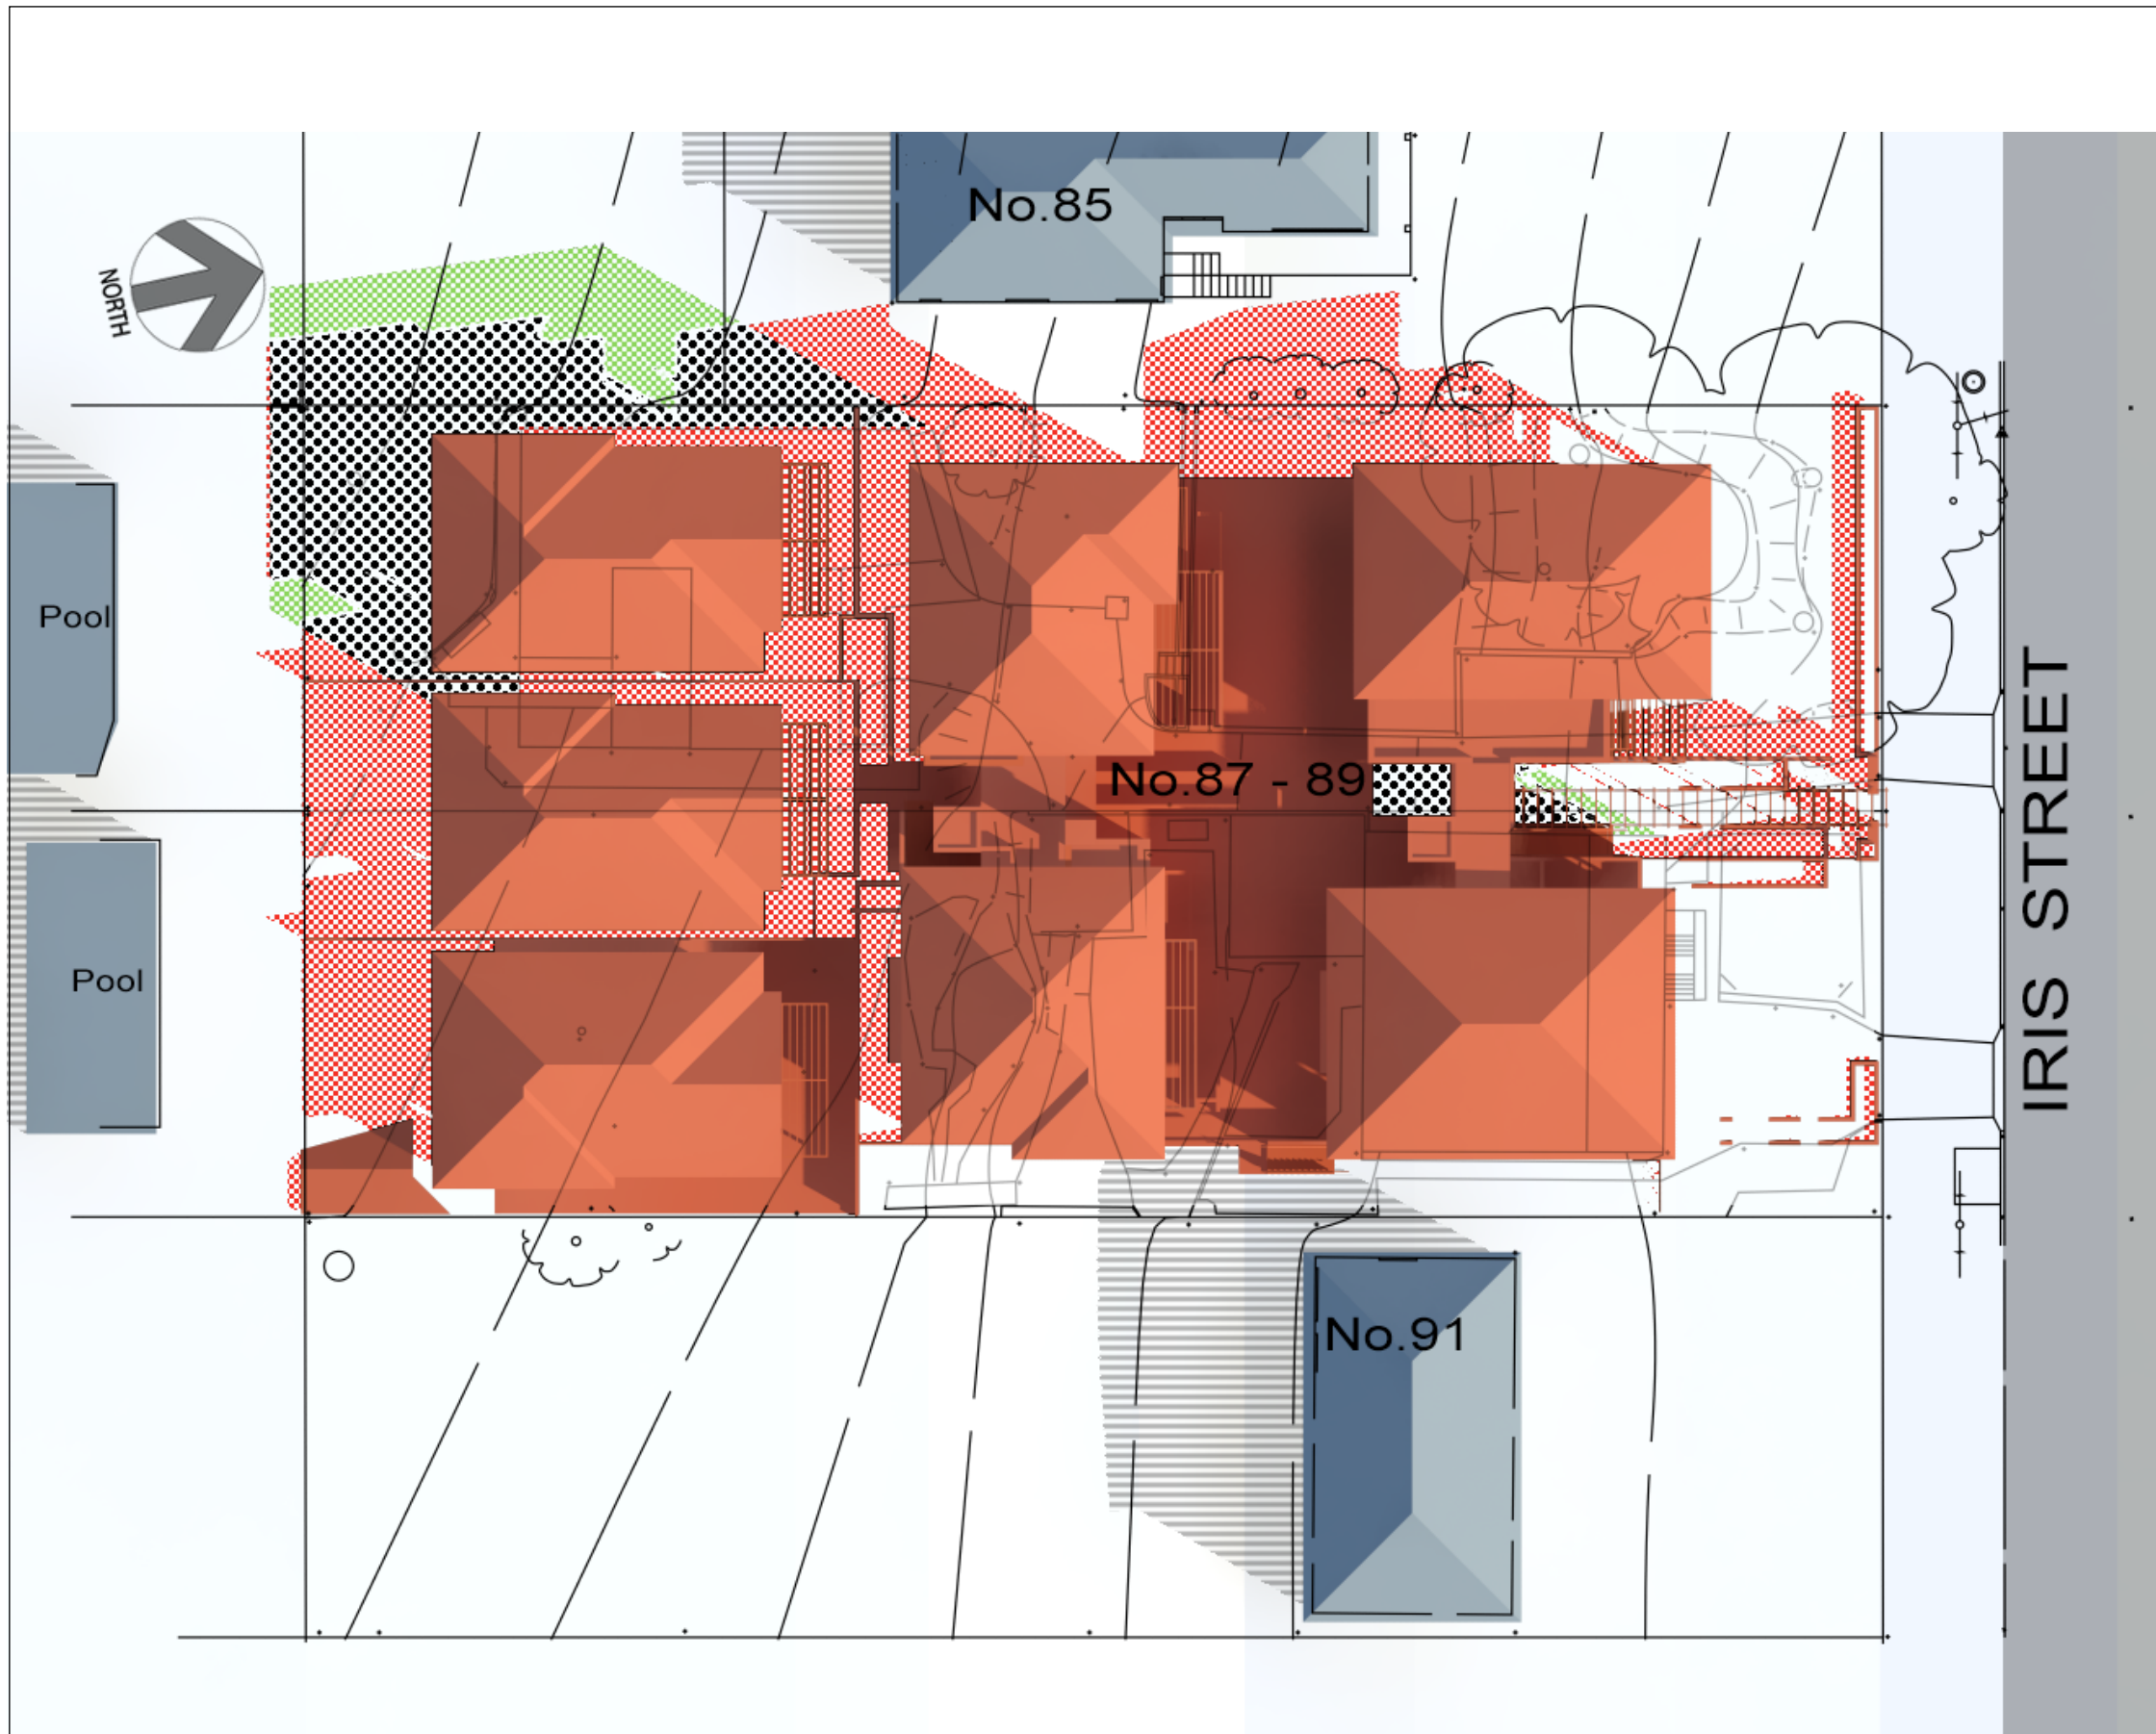 No.85
NORTH
Pool
No.87 - 89
IRIS STREET
Pool
No.91